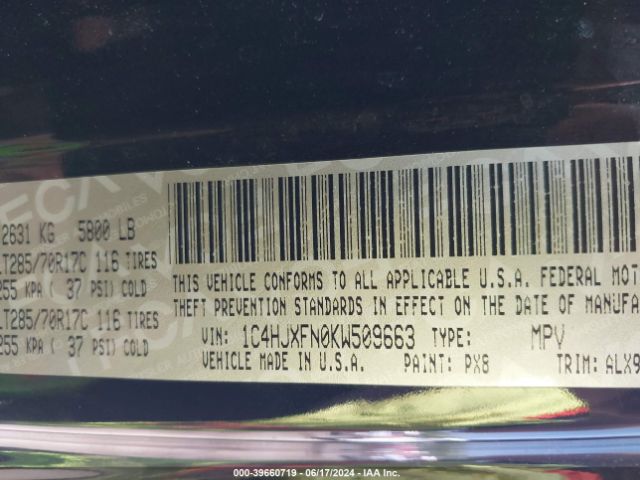 2631 KG 5800 LB
LT285/70R17C 116 TIRES
255 KPA ( 37 PSI) COLD
LT285/70R17C 116 TIRES
255 KPA ( 37 PSI) COLD
THIS VEHICLE CONFORMS TO ALL APPLICABLE U.S.A. FEDERAL MOT
THEFT PREVENTION STANDARDS IN EFFECT ON THE DATE OF MANUFA
VIN: 1C4HJXFN0KW509663 TYPE: MPV
VEHICLE MADE IN U.S.A. PAINT: PX8 TRIM: ALX9
000-39660719 - 06/17/2024 - IAA Inc.